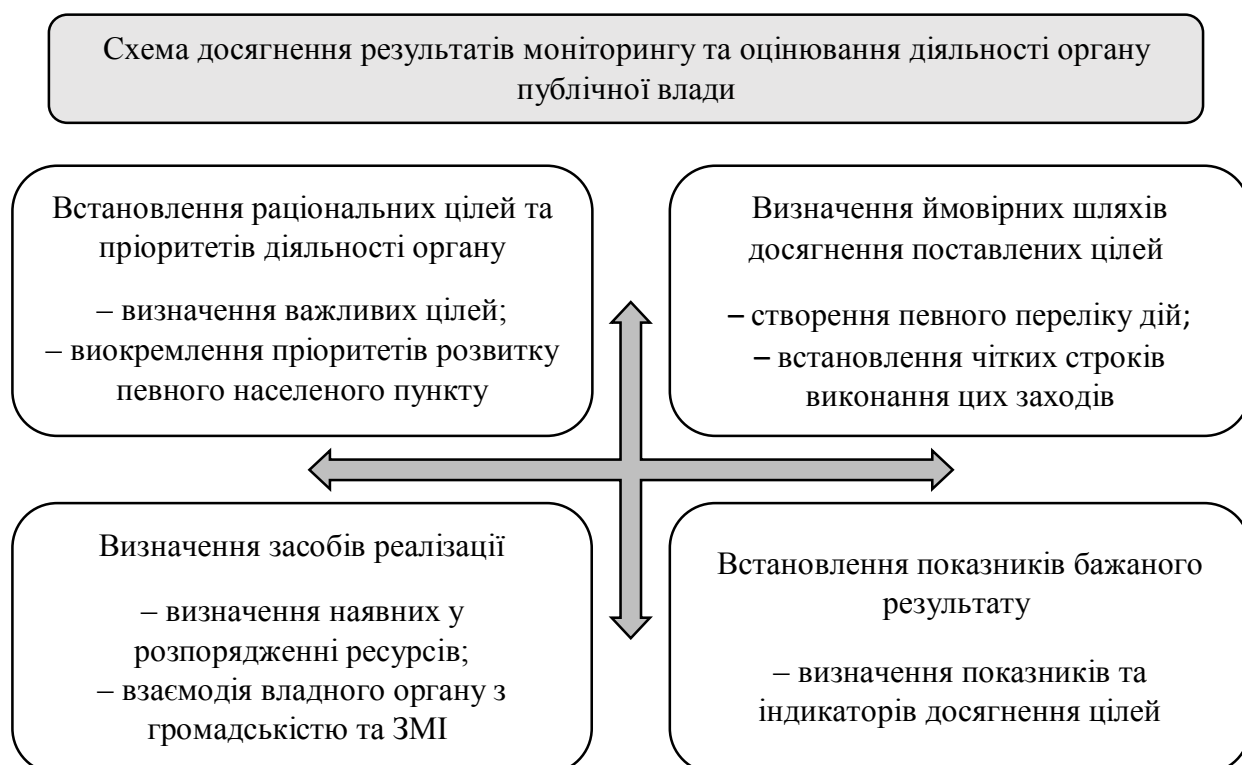 Схема досягнення результатів моніторингу та оцінювання діяльності органу
публічної влади
Встановлення раціональних цілей та
пріоритетів діяльності органу
– визначення важливих цілей;
– виокремлення пріоритетів розвитку
певного населеного пункту
Визначення ймовірних шляхів
досягнення поставлених цілей
– створення певного переліку дій;
– встановлення чітких строків
виконання цих заходів
Визначення засобів реалізації
– визначення наявних у
розпорядженні ресурсів;
– взаємодія владного органу з
громадськістю та ЗМІ
Встановлення показників бажаного
результату
– визначення показників та
індикаторів досягнення цілей